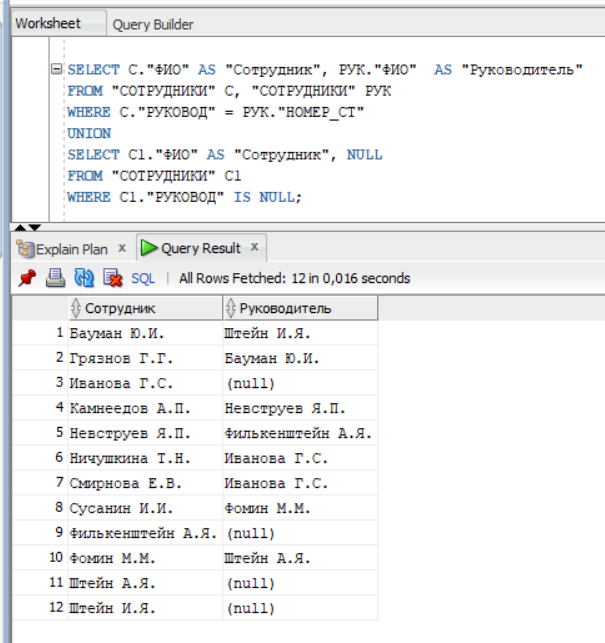 Worksheet Query Builder
SELECT С."ФИО" AS "Сотрудник", РУК."ФИО" AS "Руководитель"
FROM "СОТРУДНИКИ" С, "СОТРУДНИКИ" РУК
WHERE С."РУКОВОД" = РУК."НОМЕР_СТ"
UNION
SELECT С1."ФИО" AS "Сотрудник", NULL
FROM "СОТРУДНИКИ" С1
WHERE С1."РУКОВОД" IS NULL;
Explain Plan x Query Result x
SQL | All Rows Fetched: 12 in 0,016 seconds
Сотрудник Руководитель
1 Бауман Ю.И. Штейн И.Я.
2 Грязнов Г.Г. Бауман Ю.И.
3 Иванова Г.С. (null)
4 Камнеедов А.П. Невструев Я.П.
5 Невструев Я.П. Филькенштейн А.Я.
6 Ничушкина Т.Н. Иванова Г.С.
7 Смирнова Е.В. Иванова Г.С.
8 Сусанин И.И. Фомин М.М.
9 Филькенштейн А.Я. (null)
10 Фомин М.М. Штейн А.Я.
11 Штейн А.Я. (null)
12 Штейн И.Я. (null)